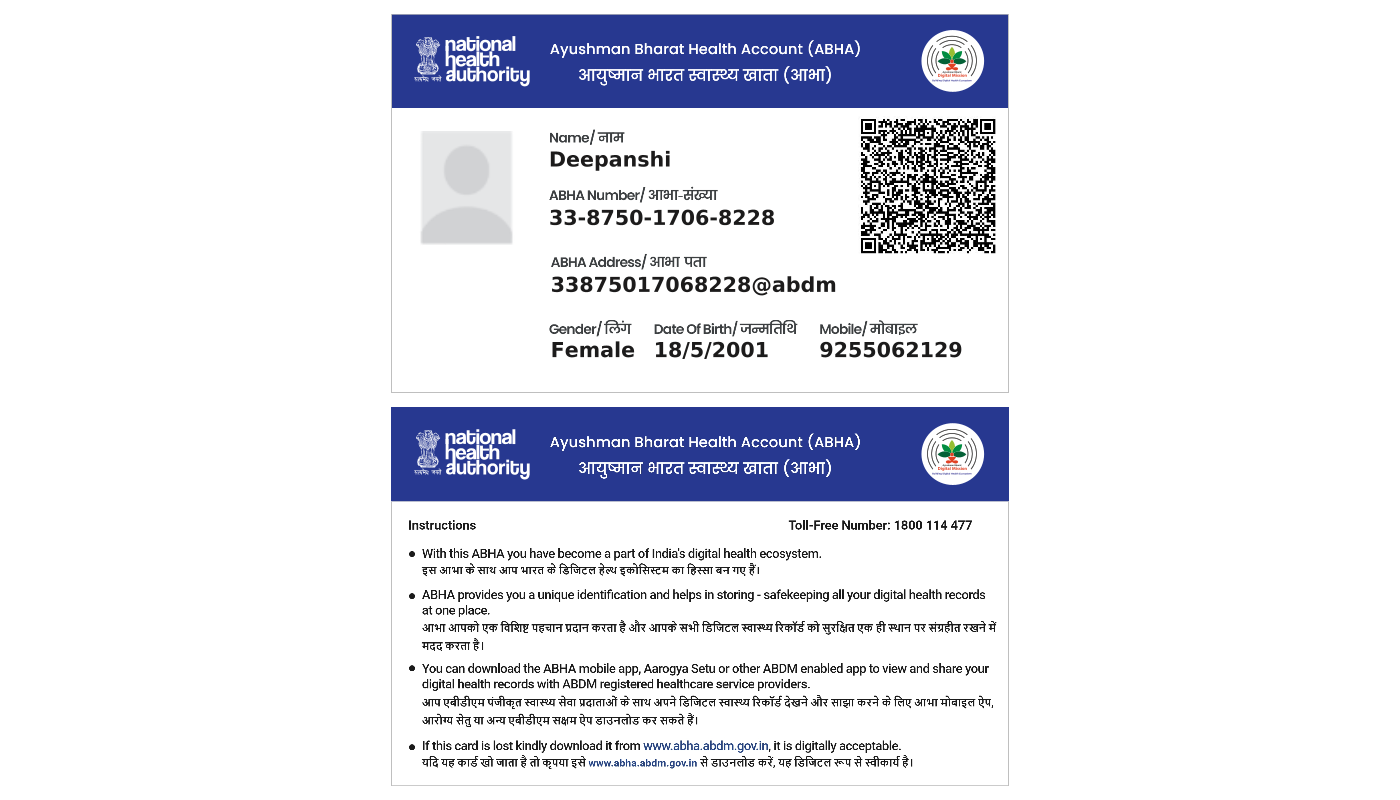 national
health
authority
सत्यमेव जयते
Ayushman Bharat Health Account (ABHA)
आयुष्मान भारत स्वास्थ्य खाता (आभा)
Digital Mission
Name/ नाम
Deepanshi
ABHA Number/ आभा-संख्या
33-8750-1706-8228
ABHA Address/ आभा पता
33875017068228@abdm
Gender/ लिंग Date Of Birth/ जन्मतिथि Mobile/ मोबाइल
Female 18/5/2001 9255062129
national
health
authority
सत्यमेव जयते
Ayushman Bharat Health Account (ABHA)
आयुष्मान भारत स्वास्थ्य खाता (आभा)
Digital Mission
Instructions Toll-Free Number: 1800 114 477
● With this ABHA you have become a part of India's digital health ecosystem.
इस आभा के साथ आप भारत के डिजिटल हेल्थ इकोसिस्टम का हिस्सा बन गए हैं।
● ABHA provides you a unique identification and helps in storing - safekeeping all your digital health records
at one place.
आभा आपको एक विशिष्ट पहचान प्रदान करता है और आपके सभी डिजिटल स्वास्थ्य रिकॉर्ड को सुरक्षित एक ही स्थान पर संग्रहीत रखने में
मदद करता है।
● You can download the ABHA mobile app, Aarogya Setu or other ABDM enabled app to view and share your
digital health records with ABDM registered healthcare service providers.
आप एबीडीएम पंजीकृत स्वास्थ्य सेवा प्रदाताओं के साथ अपने डिजिटल स्वास्थ्य रिकॉर्ड देखने और साझा करने के लिए आभा मोबाइल ऐप,
आरोग्य सेतु या अन्य एबीडीएम सक्षम ऐप डाउनलोड कर सकते हैं।
● If this card is lost kindly download it from www.abha.abdm.gov.in, it is digitally acceptable.
यदि यह कार्ड खो जाता है तो कृपया इसे www.abha.abdm.gov.in से डाउनलोड करें, यह डिजिटल रूप से स्वीकार्य है।